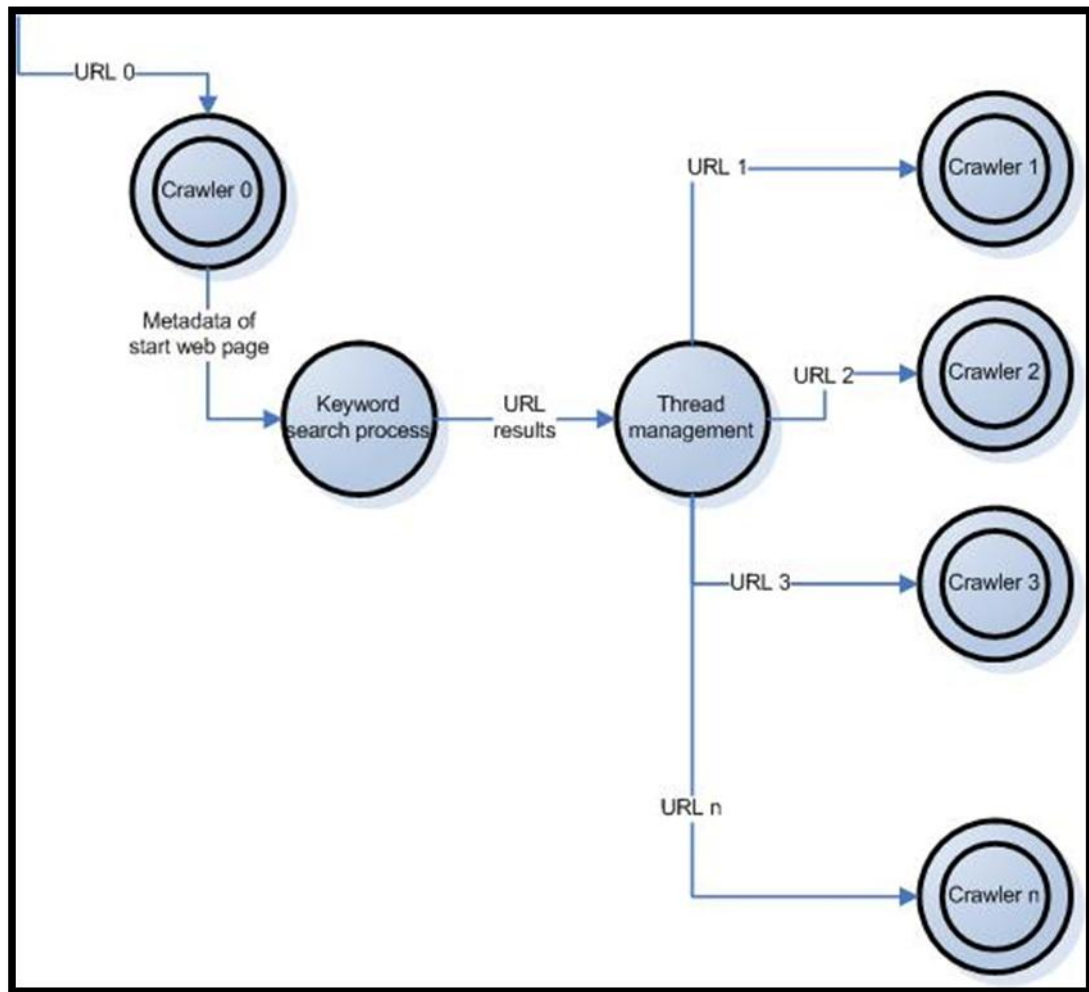 URL 0
Crawler 0
Metadata of
start web page
Keyword
search process
URL
results
Thread
management
URL 1
Crawler 1
URL 2
Crawler 2
URL 3
Crawler 3
URL n
Crawler n